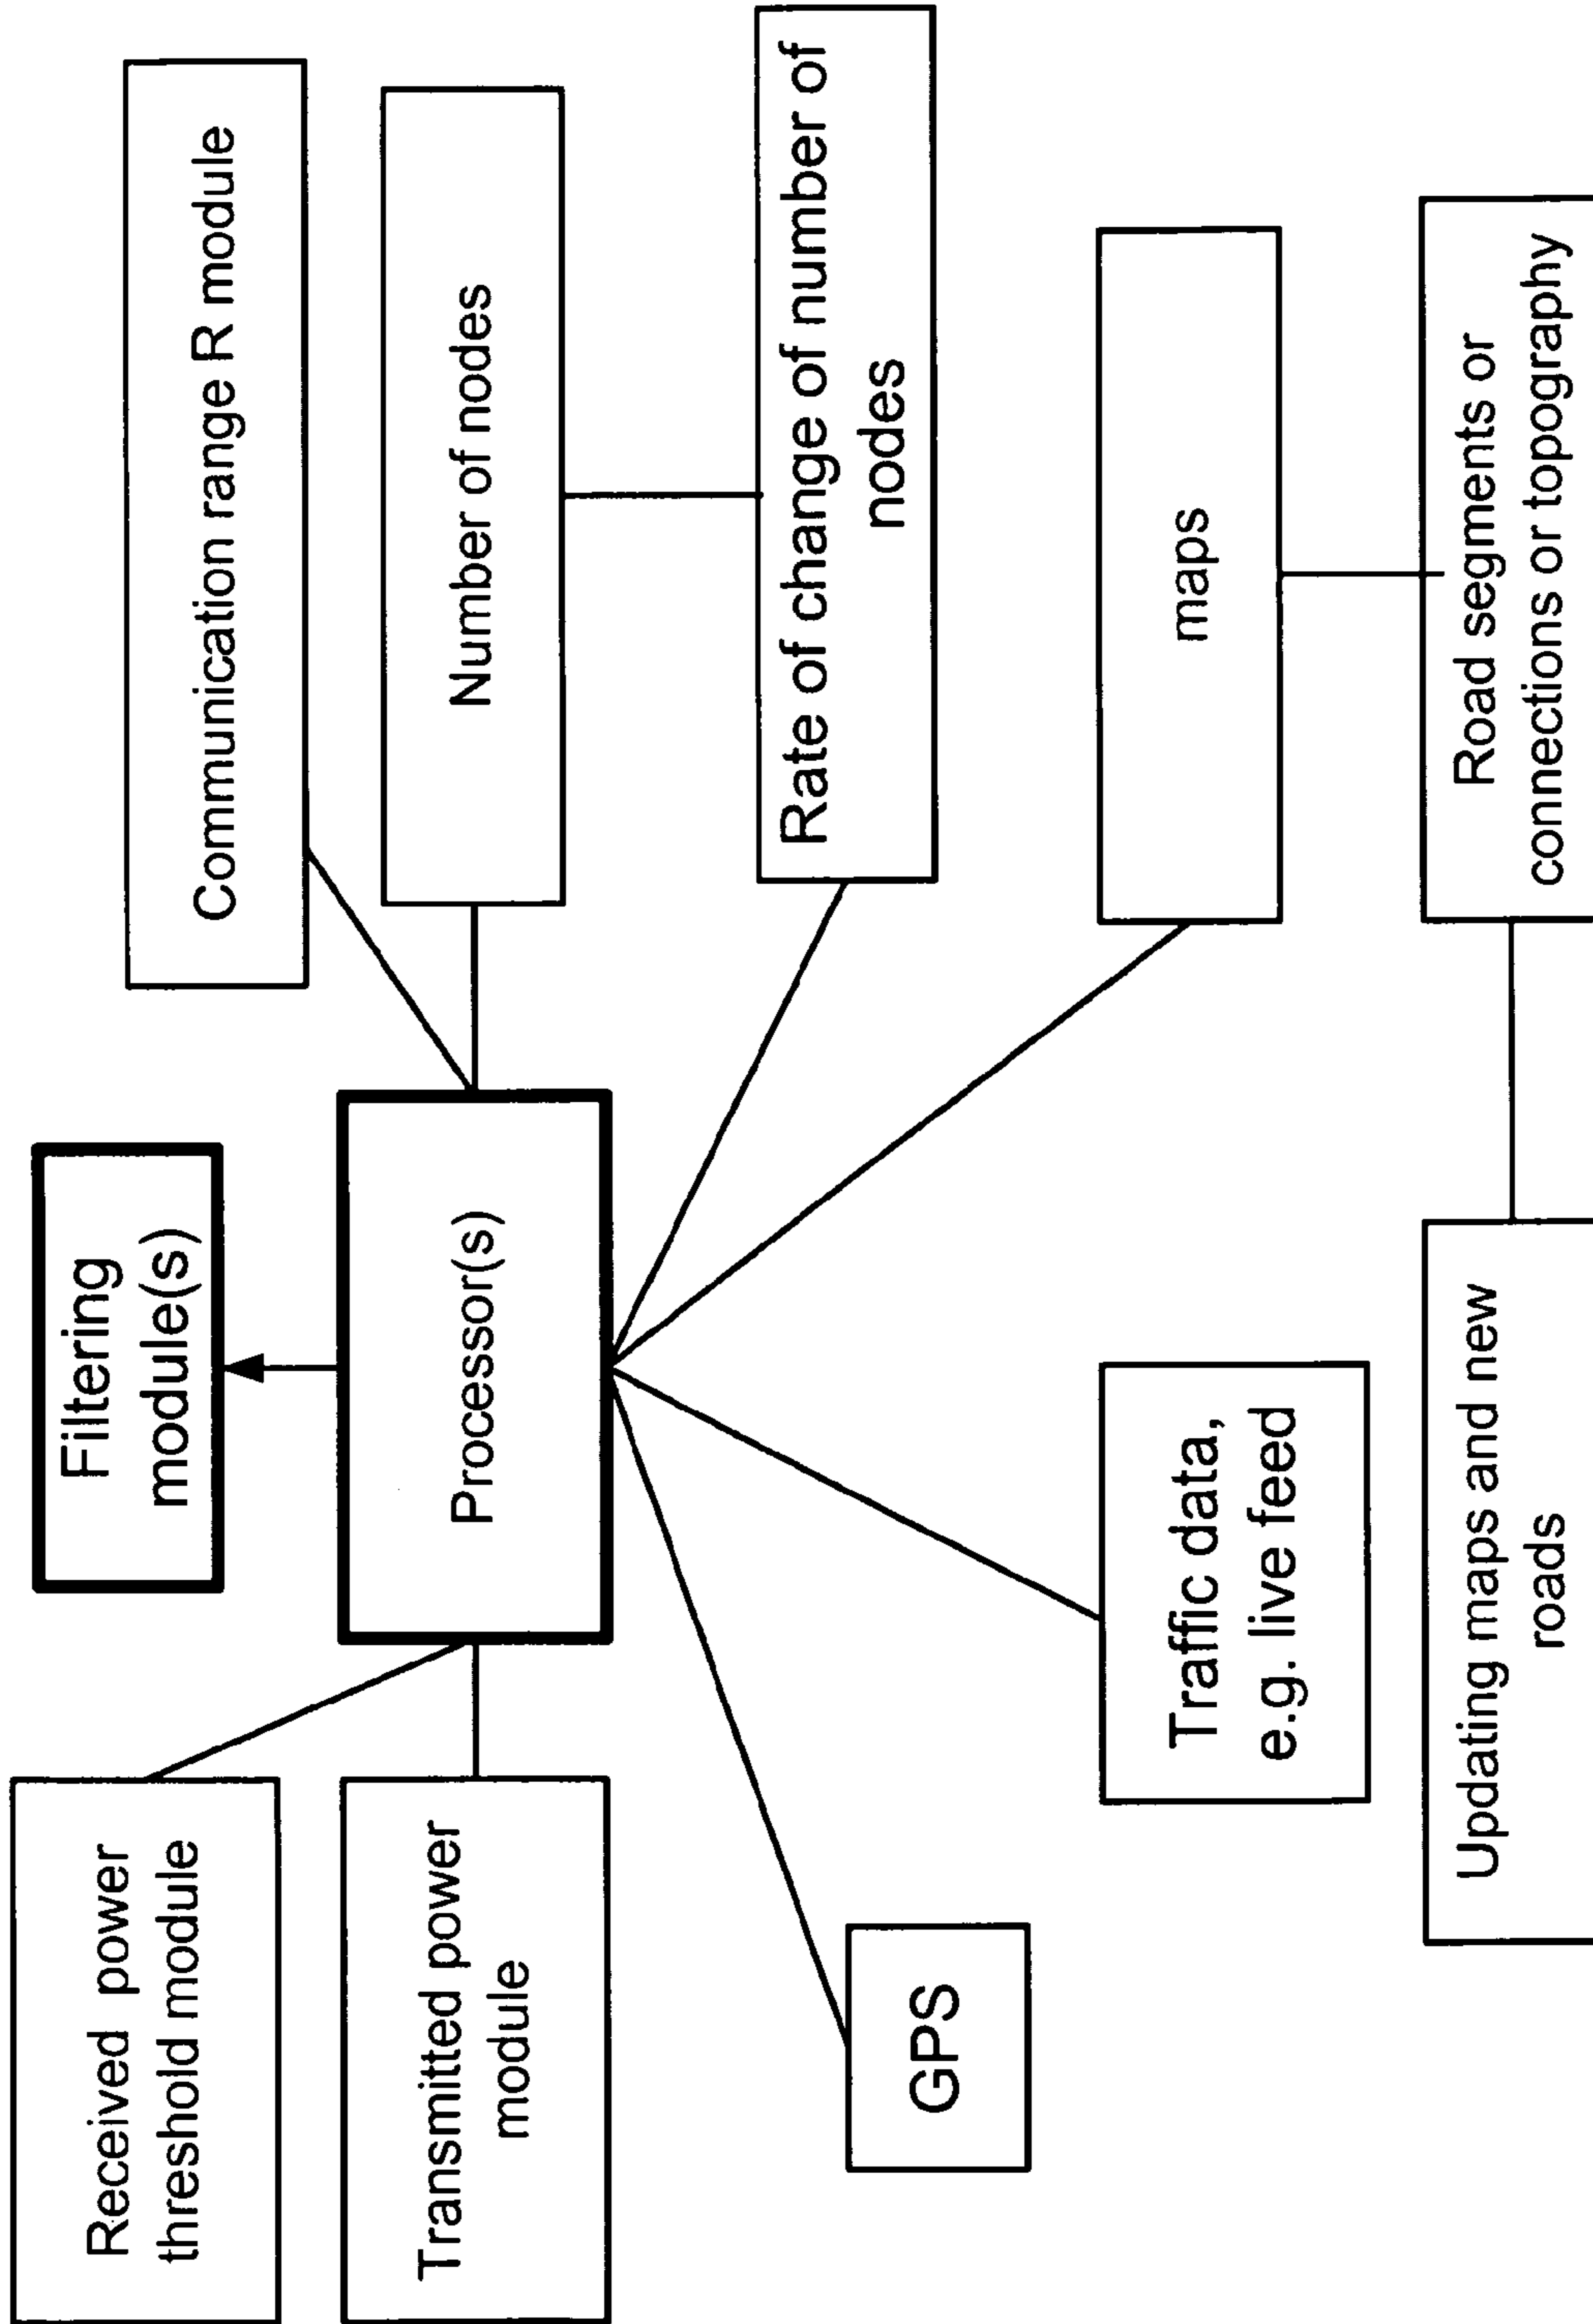 Filtering
module(s)
Received power
threshold module
Communication range R module
Transmitted power
module
Processor(s)
Number of nodes
GPS
Rate of change of number of
nodes
Traffic data,
e.g. live feed
maps
Updating maps and new
roads
Road segments or
connections or topography